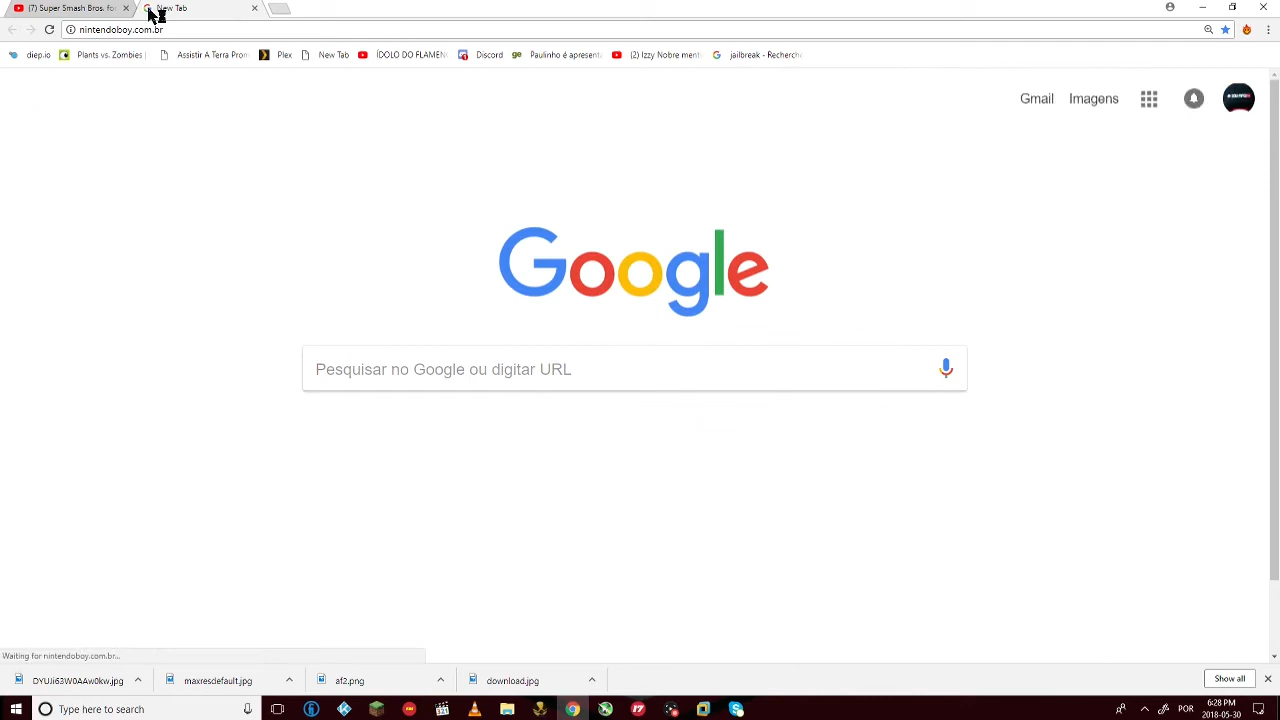 (7) Super Smash Bros. for
New Tab
nintendoboy.com.br
diep.io
Plants vs. Zombies |
Assistir A Terra Prom
Plex
New Tab
ÍDOLO DO FLAMEN
Discord
Paulinho é apresent
(2) Izzy Nobre ment
jailbreak - Recherche
Gmail
Imagens
Google
Pesquisar no Google ou digitar URL
Waiting for nintendoboy.com.br...
DYUJi63W0AAw0kw.jpg
maxresdefault.jpg
af2.png
download.jpg
Show all
Type here to search
POR
6:28 PM
2018-05-30